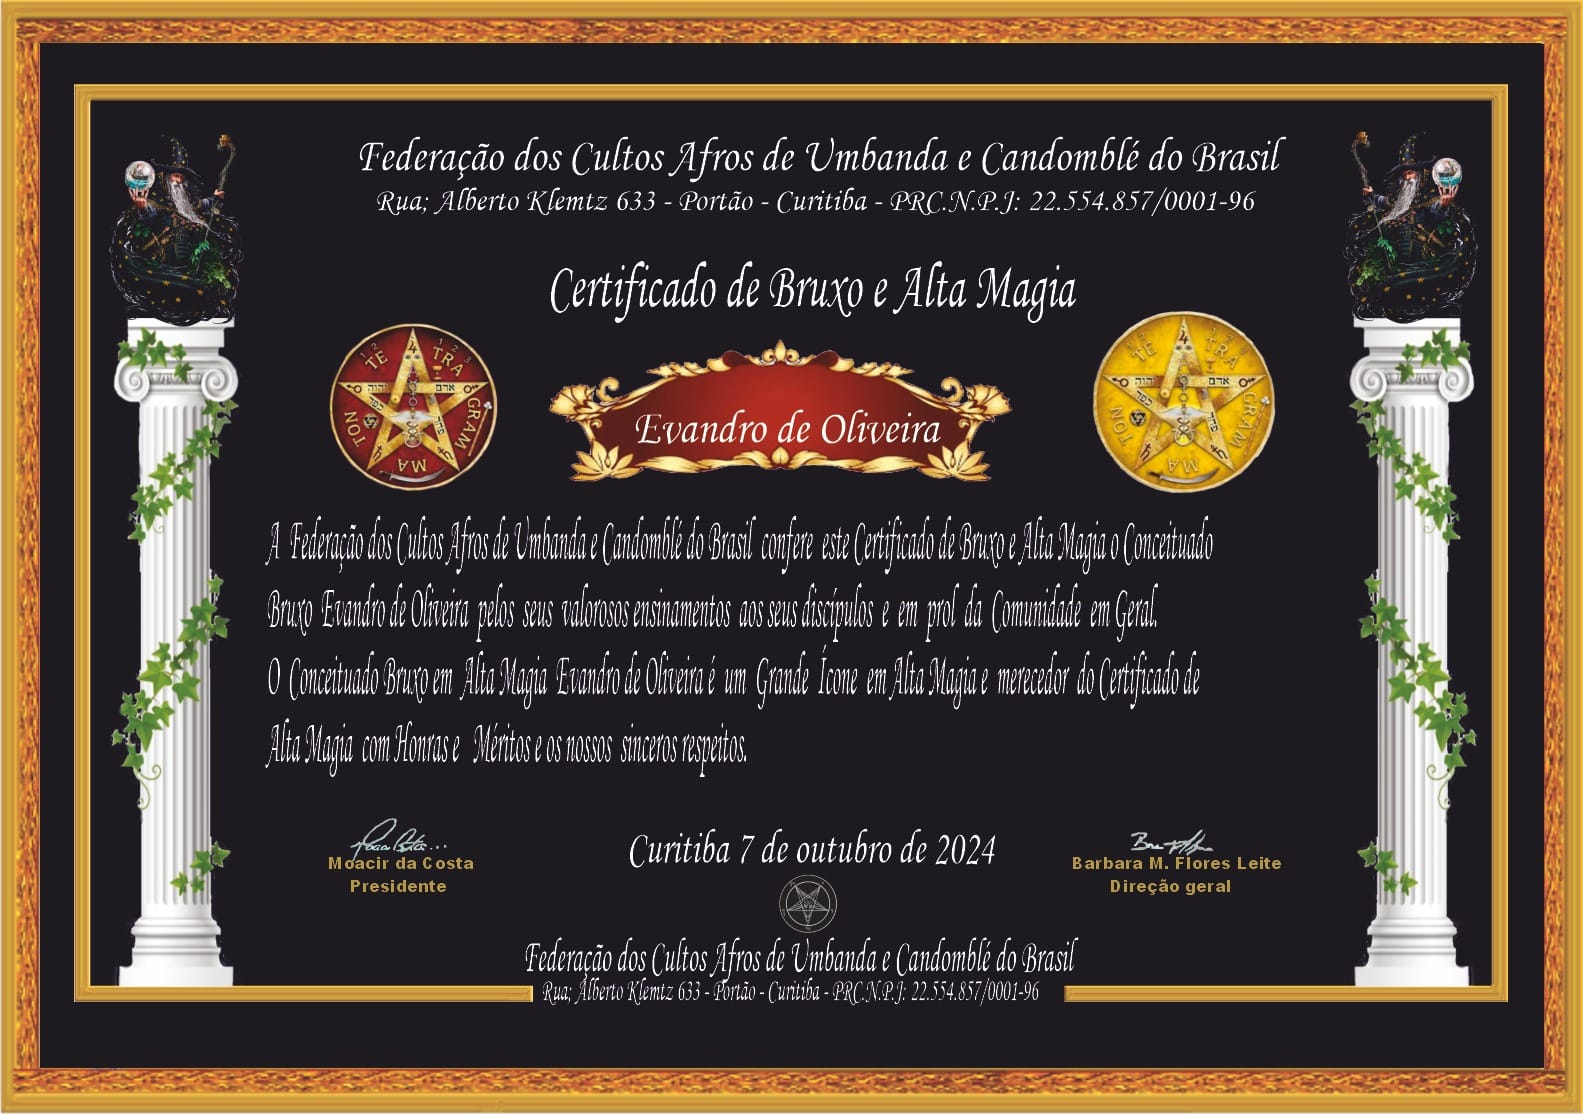 Federação dos Cultos Afros de Umbanda e Candomblé do Brasil
Rua; Alberto Klemtz 633 - Portão - Curitiba - PRC.N.P.J: 22.554.857/0001-96
Certificado de Bruxo e Alta Magia
TE TRA GRAM MA TON
Evandro de Oliveira
TE TRA GRAM MA TON
A Federação dos Cultos Afros de Umbanda e Candomblé do Brasil confere este Certificado de Bruxo e Alta Magia o Conceituado
Bruxo Evandro de Oliveira pelos seus valorosos ensinamentos aos seus discípulos e em prol da Comunidade em Geral.
O Conceituado Bruxo em Alta Magia Evandro de Oliveira é um Grande Ícone em Alta Magia e merecedor do Certificado de
Alta Magia com Honras e Méritos e os nossos sinceros respeitos.
Moacir da Costa
Presidente
Curitiba 7 de outubro de 2024
Barbara M. Flores Leite
Direção geral
Federação dos Cultos Afros de Umbanda e Candomblé do Brasil
Rua; Alberto Klemtz 633 - Portão - Curitiba - PRC.N.P.J: 22.554.857/0001-96